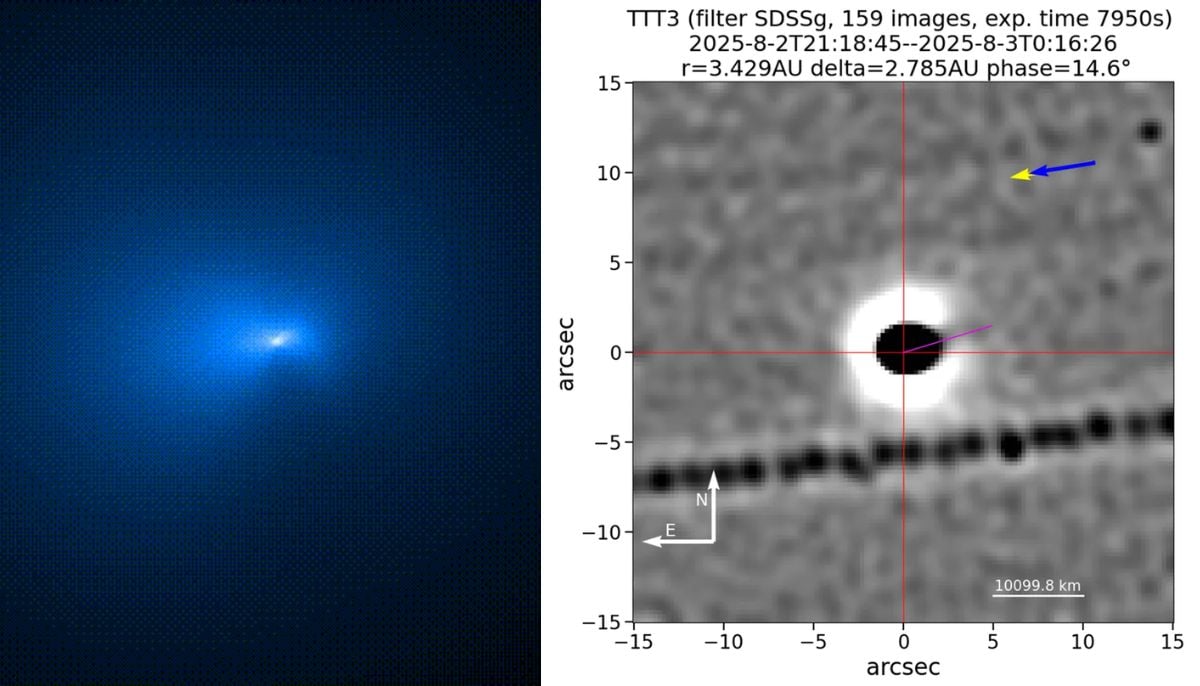 TTT3 (filter SDSSg, 159 images, exp. time 7950s)
2025-8-2T21:18:45--2025-8-3T0:16:26
r=3.429AU delta=2.785AU phase=14.6°
15
10
5
0
−5
−10
−15
arcsec
N
E
10099.8 km
−15 −10 −5 0 5 10 15
arcsec